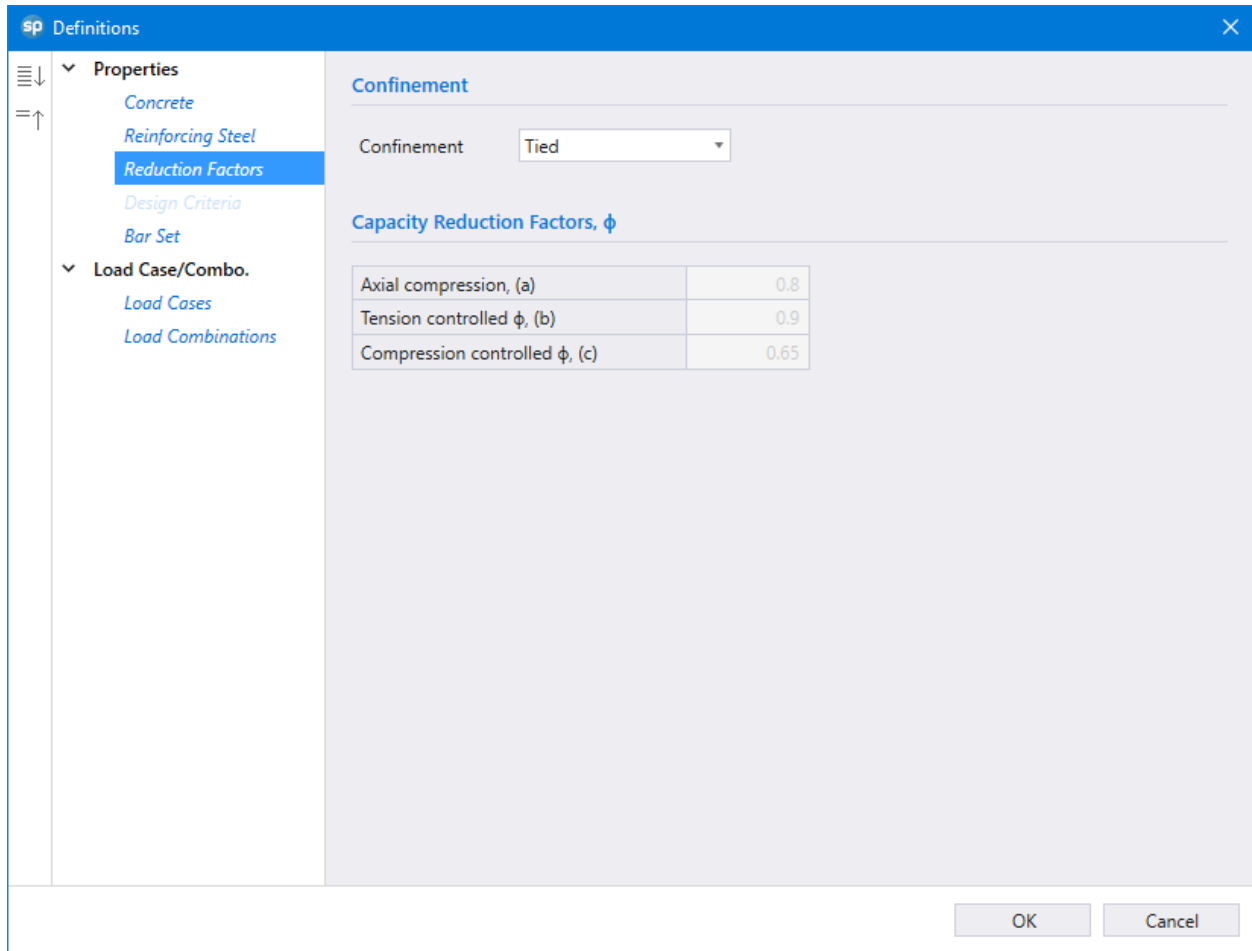 sp Definitions
Properties
Concrete
Reinforcing Steel
Reduction Factors
Design Criteria
Bar Set
Load Case/Combo.
Load Cases
Load Combinations
Confinement
Confinement Tied
Capacity Reduction Factors, ϕ
Axial compression, (a) 0.8
Tension controlled ϕ, (b) 0.9
Compression controlled ϕ, (c) 0.65
OK Cancel